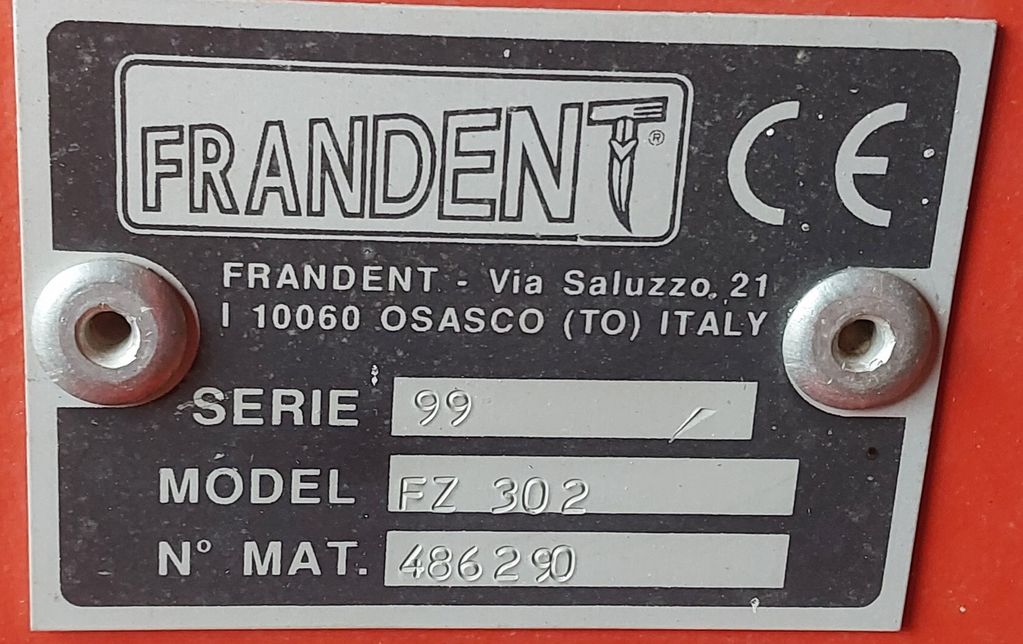 FRANDENT ®
CE
FRANDENT - Via Saluzzo, 21
I 10060 OSASCO (TO) ITALY
SERIE 99
MODEL FZ 302
N° MAT. 486290